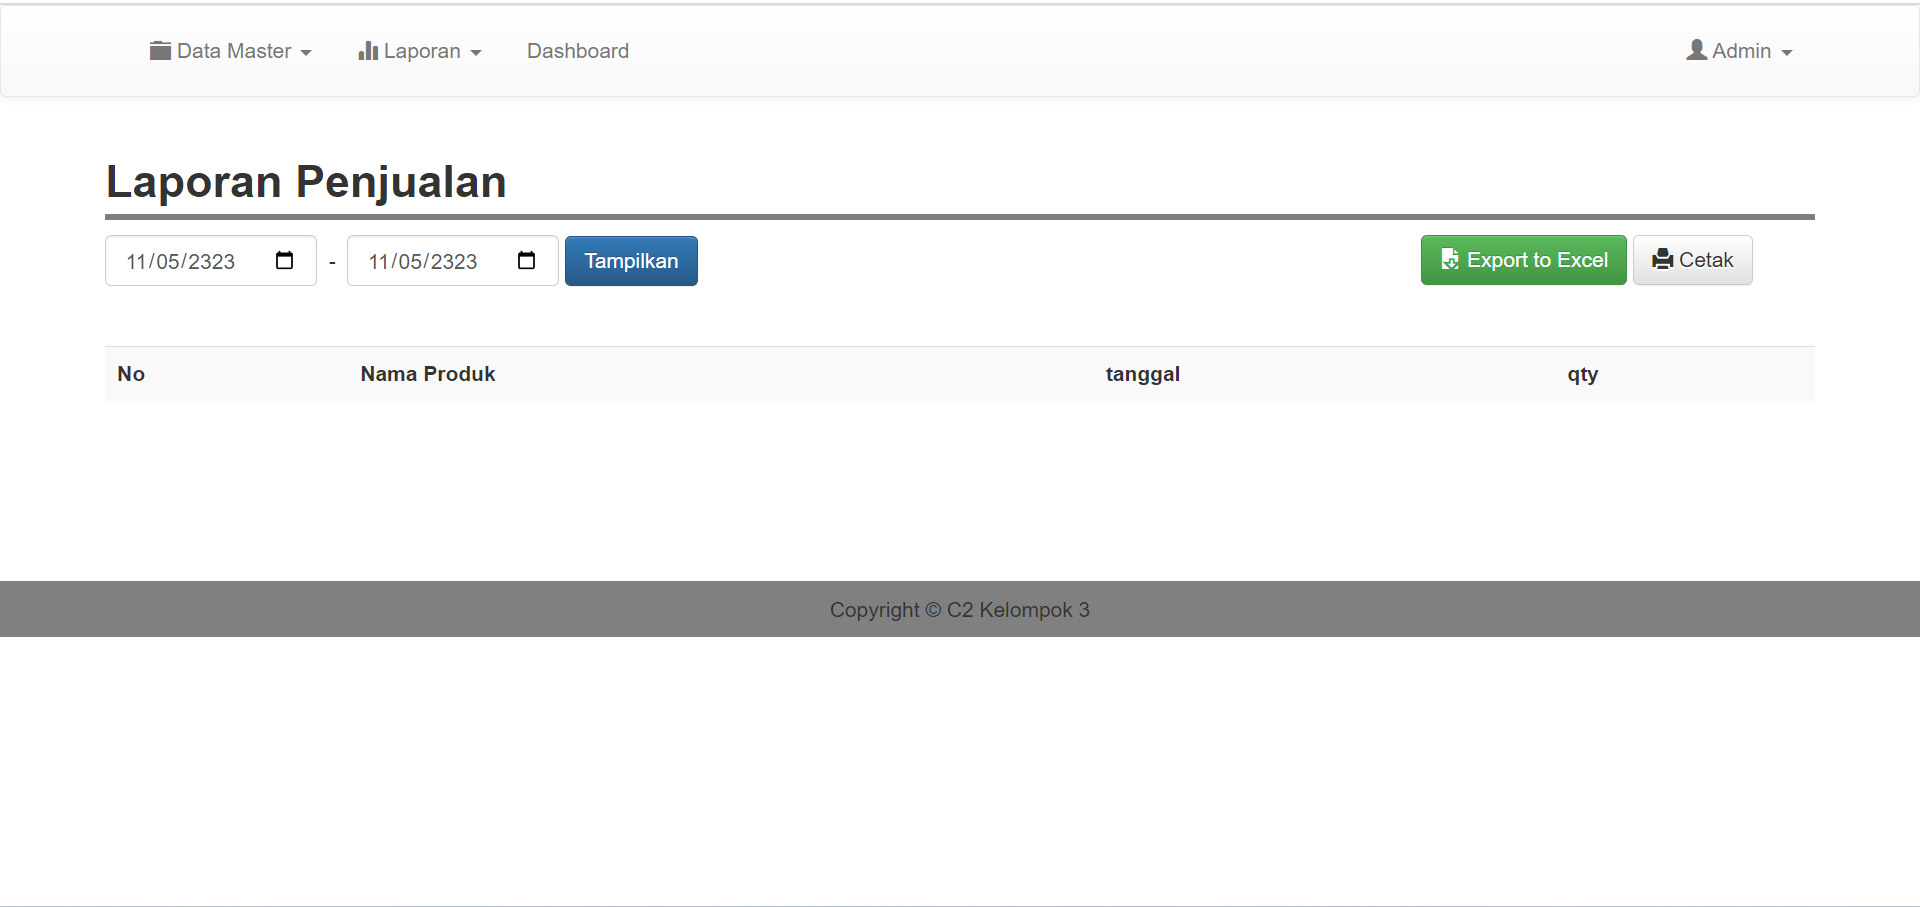 Data Master Laporan Dashboard Admin
Laporan Penjualan
11/05/2323 - 11/05/2323 Tampilkan Export to Excel Cetak
No Nama Produk tanggal qty
Copyright © C2 Kelompok 3